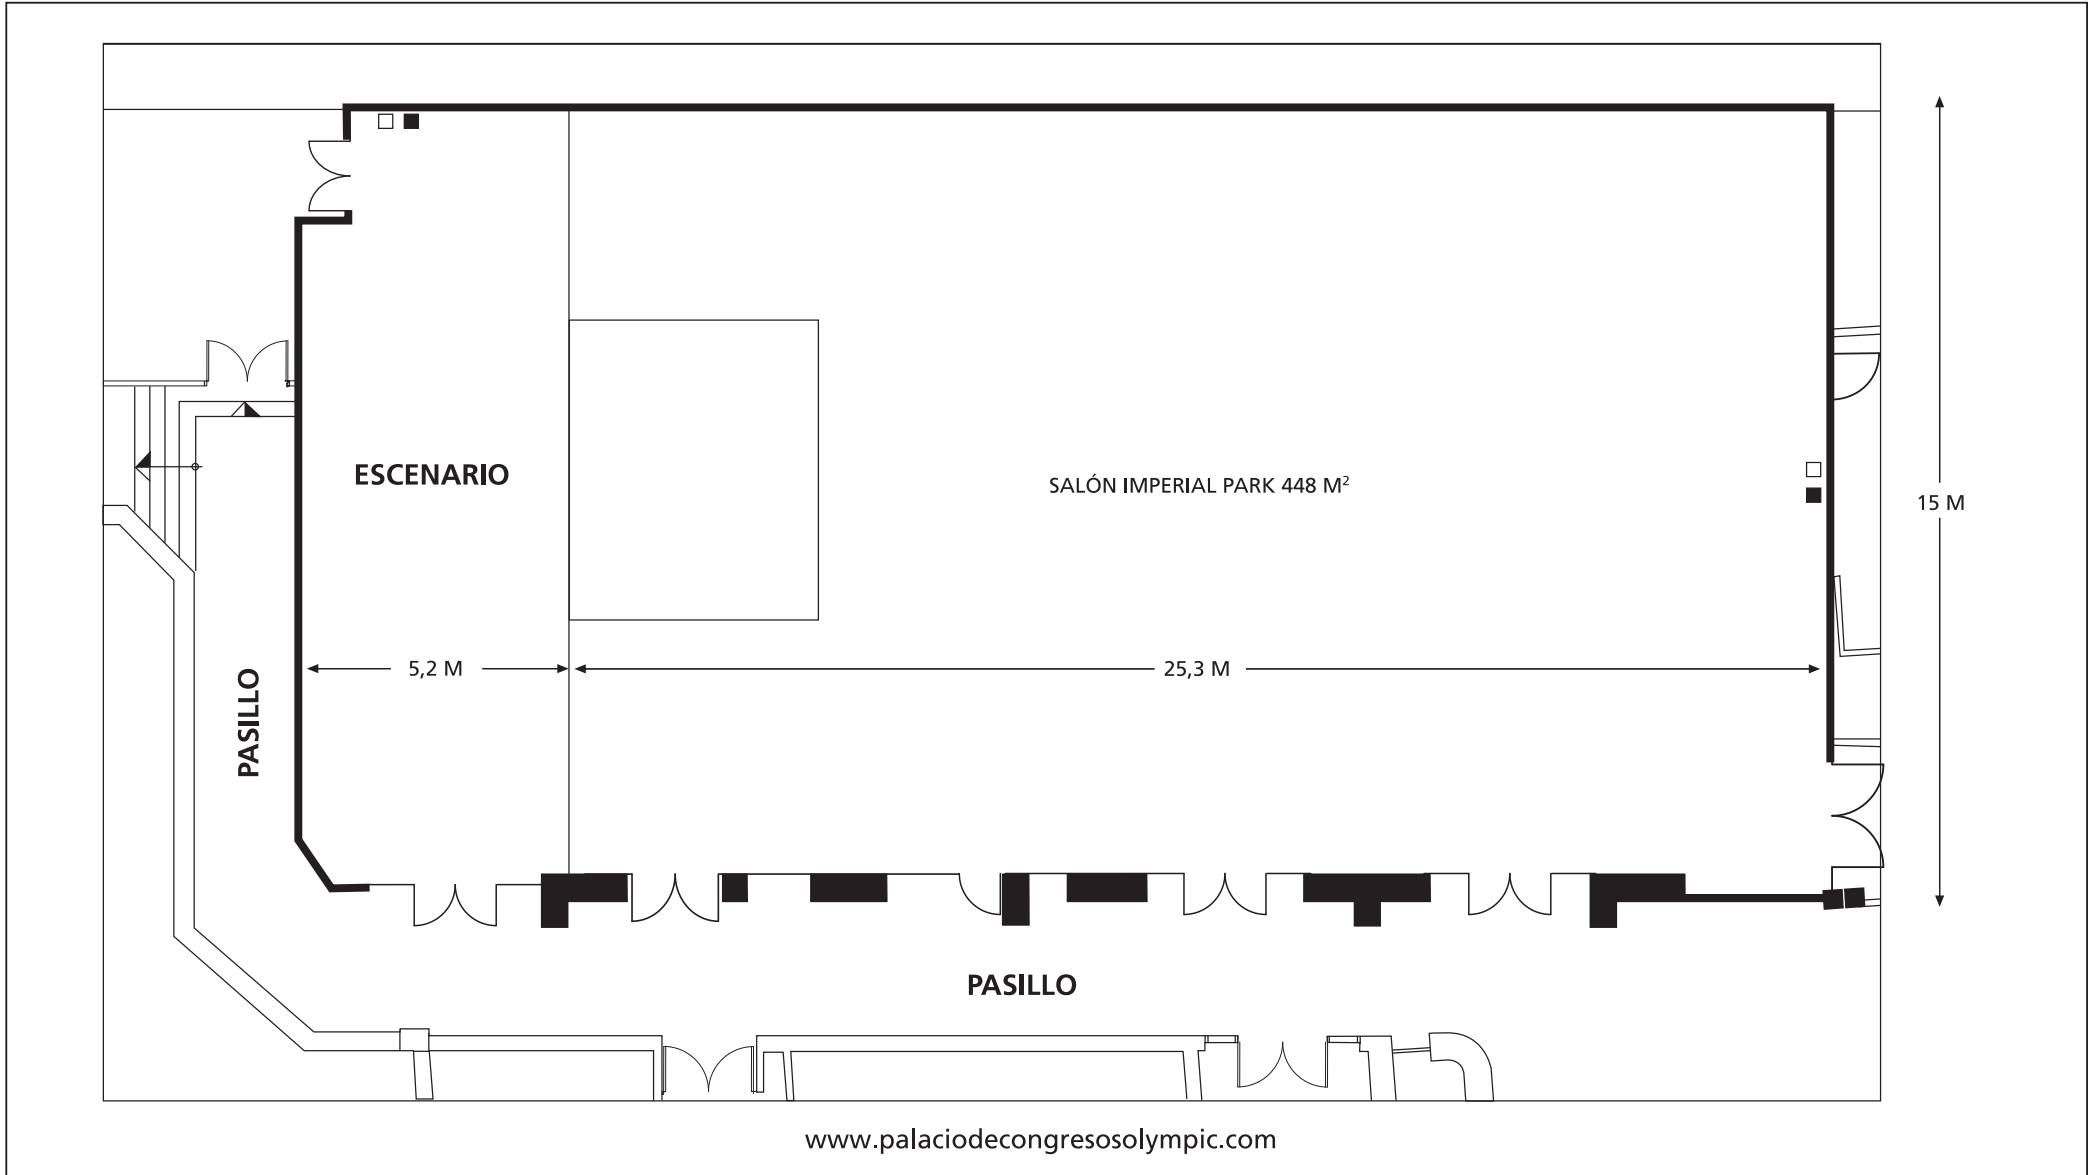 ESCENARIO
SALÓN IMPERIAL PARK 448 M²
15 M
5,2 M
25,3 M
PASILLO
PASILLO
www.palaciodecongresosolympic.com